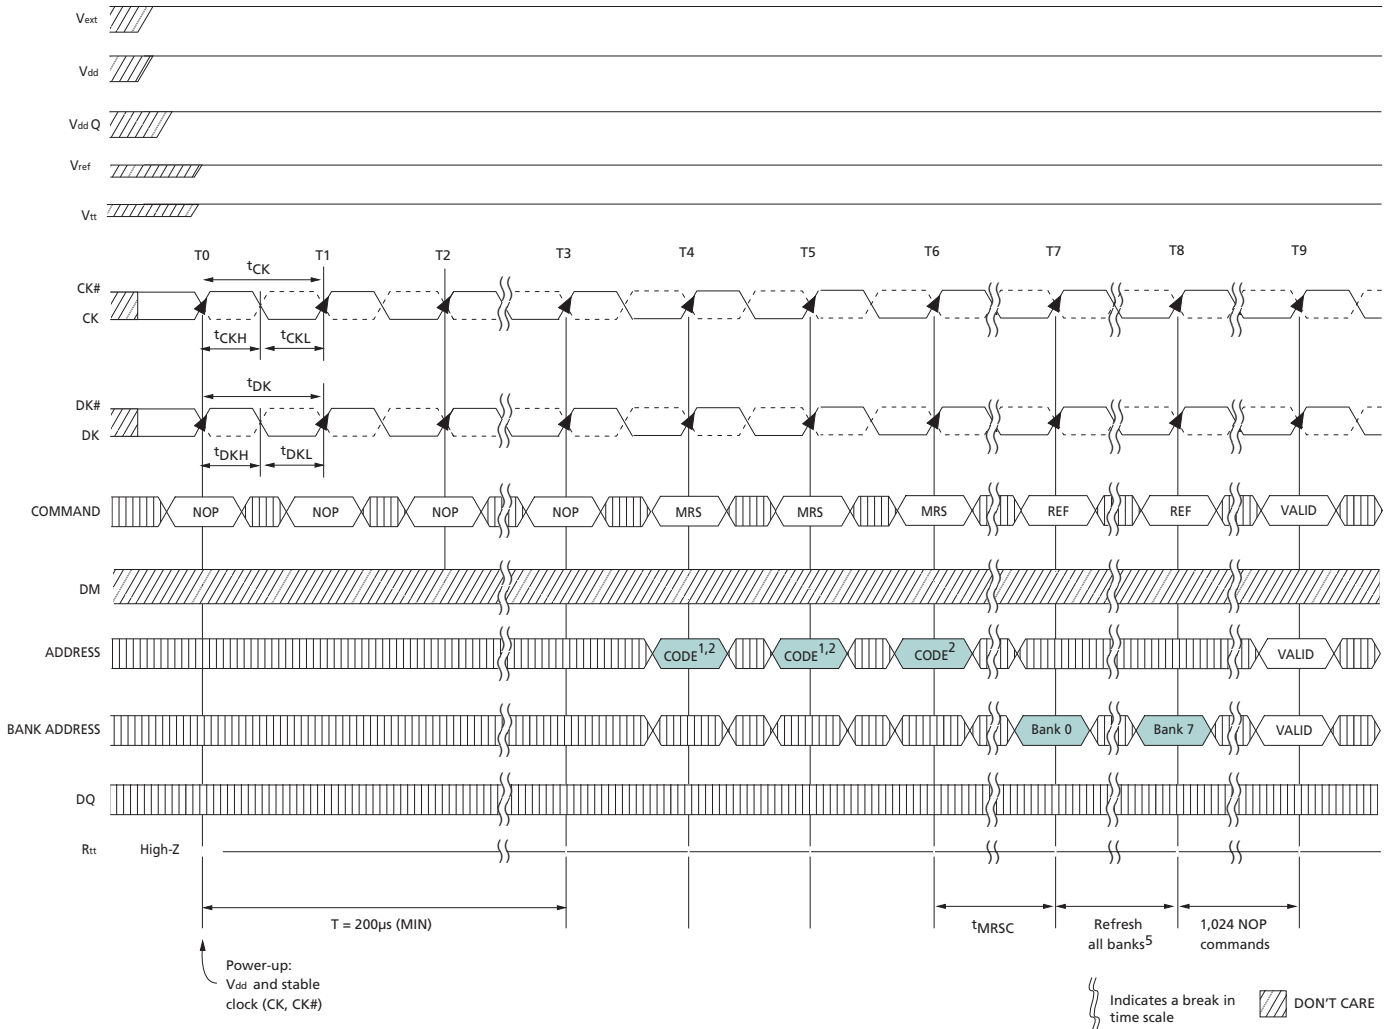 Vext
Vdd
Vdd Q
Vref
Vtt
T0 T1 T2 T3 T4 T5 T6 T7 T8 T9
tCK
CK#
CK
tCKH tCKL
tDK
DK#
DK
tDKH tDKL
COMMAND NOP NOP NOP NOP MRS MRS MRS REF REF VALID
DM
ADDRESS CODE1,2 CODE1,2 CODE2 VALID
BANK ADDRESS Bank 0 Bank 7 VALID
DQ
Rtt High-Z
T = 200μs (MIN)
tMRSC
Refresh
all banks5
1,024 NOP
commands
Power-up:
Vdd and stable
clock (CK, CK#)
Indicates a break in
time scale
DON'T CARE